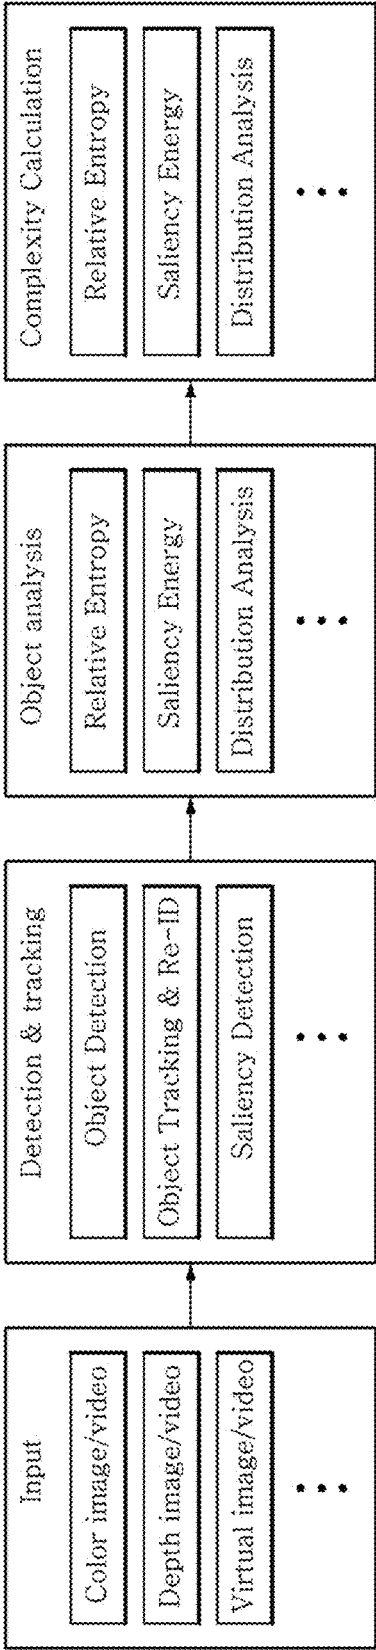 Input
Color image/video
Depth image/video
Virtual image/video
Detection & tracking
Object Detection
Object Tracking & Re-ID
Saliency Detection
Object analysis
Relative Entropy
Saliency Energy
Distribution Analysis
Complexity Calculation
Relative Entropy
Saliency Energy
Distribution Analysis